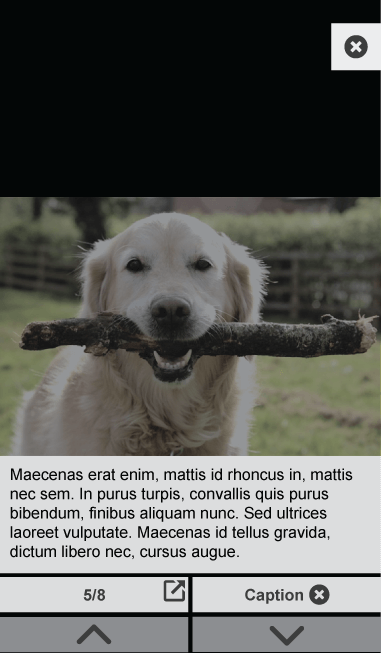 Maecenas erat enim, mattis id rhoncus in, mattis
nec sem. In purus turpis, convallis quis purus
bibendum, finibus aliquam nunc. Sed ultrices
laoreet vulputate. Maecenas id tellus gravida,
dictum libero nec, cursus augue.
5/8
Caption